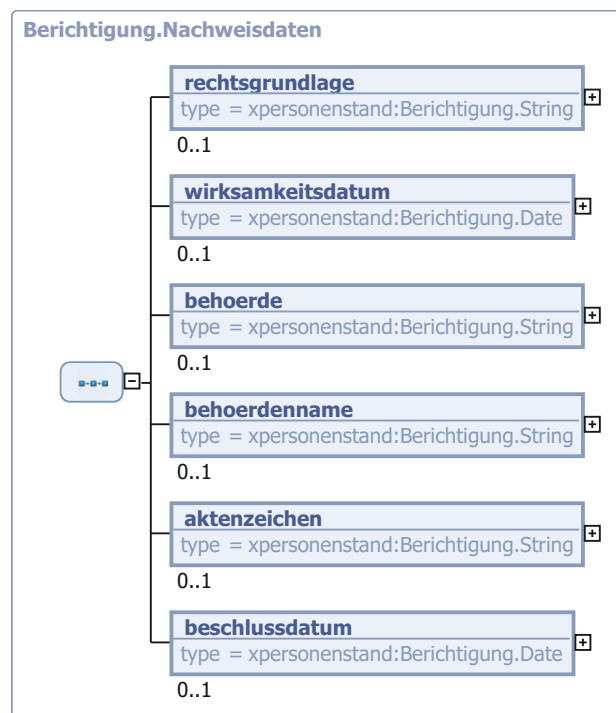 Berichtigung.Nachweisdaten
rechtsgrundlage
type = xpersonenstand:Berichtigung.String
0..1
wirksamkeitsdatum
type = xpersonenstand:Berichtigung.Date
0..1
behoerde
type = xpersonenstand:Berichtigung.String
0..1
behoerdenname
type = xpersonenstand:Berichtigung.String
0..1
aktenzeichen
type = xpersonenstand:Berichtigung.String
0..1
beschlussdatum
type = xpersonenstand:Berichtigung.Date
0..1